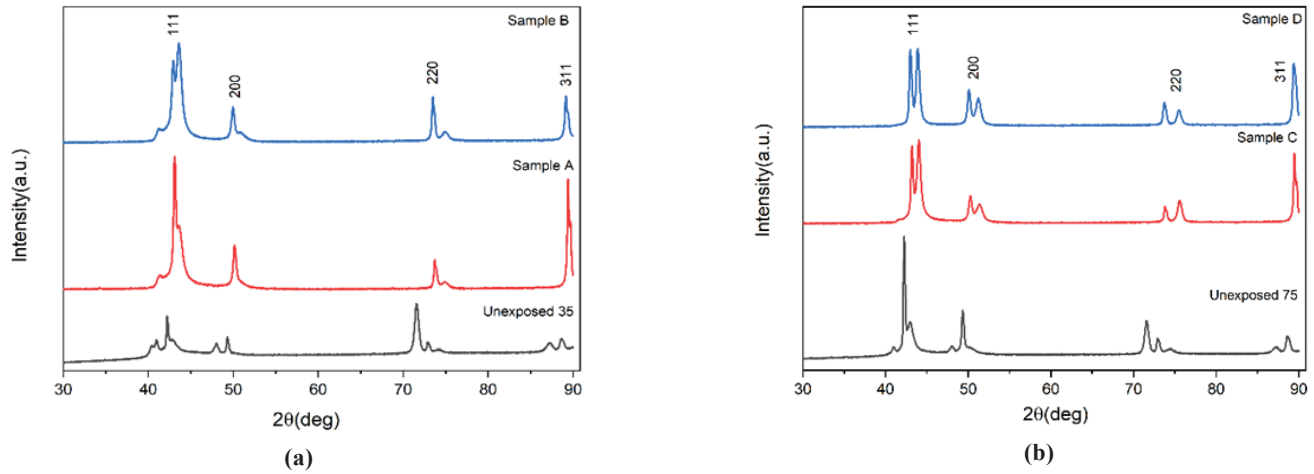 Sample B
111
200
220
311
Sample A
Unexposed 35
Intensity(a.u.)
30 40 50 60 70 80 90
2θ(deg)
(a)
Sample D
111
200
220
311
Sample C
Unexposed 75
Intensity(a.u.)
30 40 50 60 70 80 90
2θ(deg)
(b)